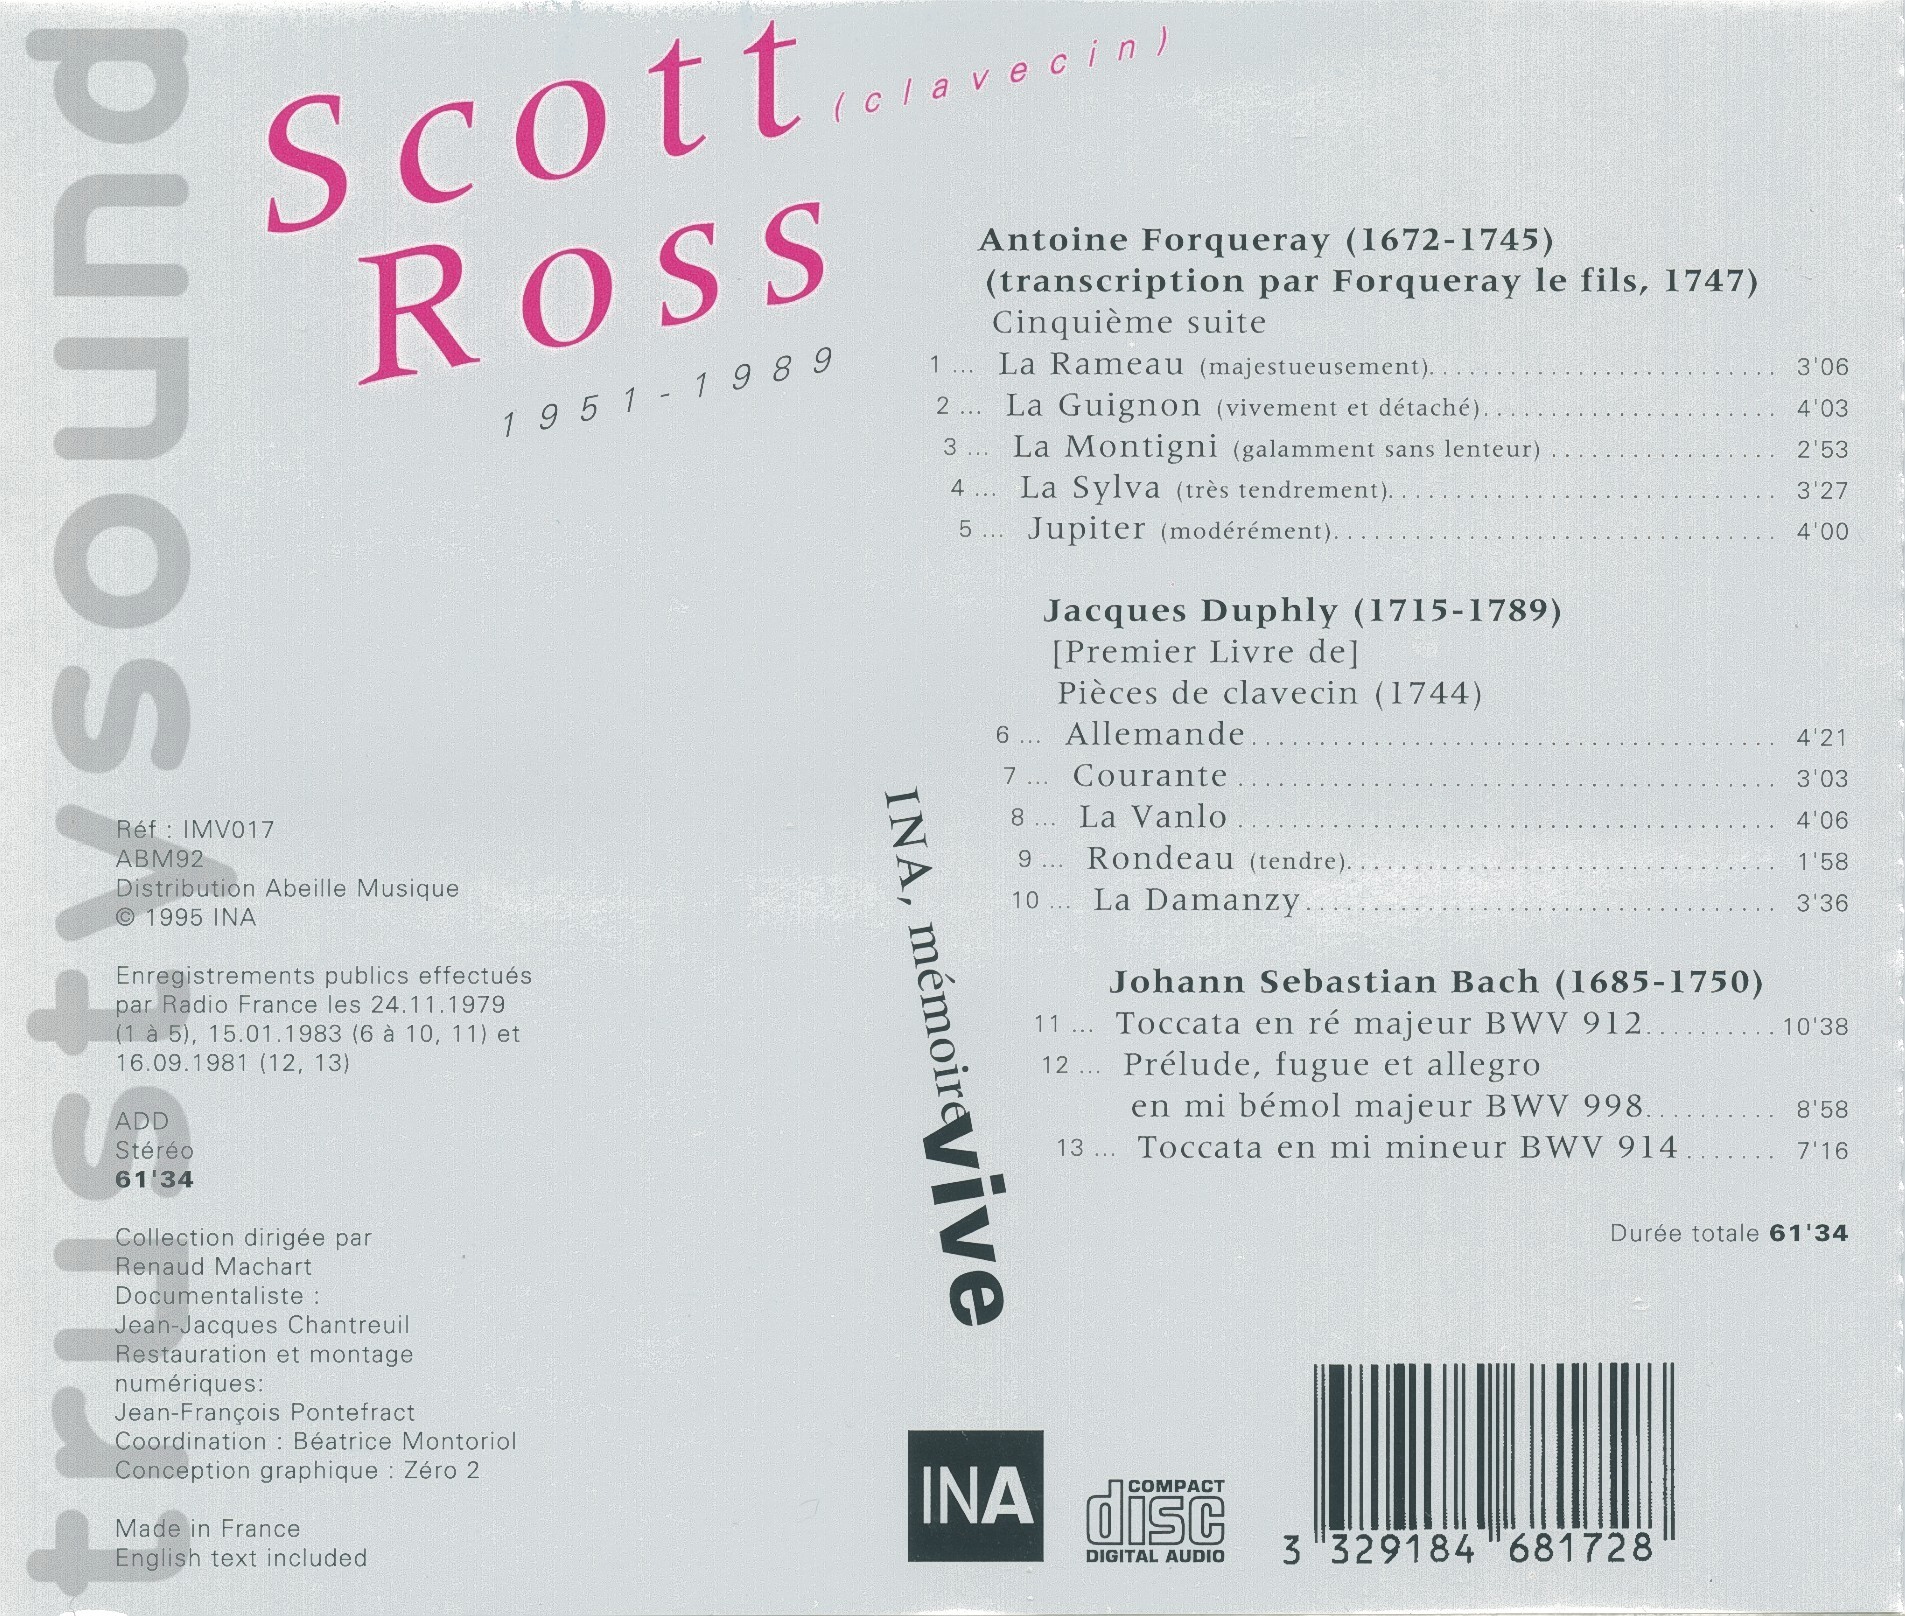 trustysound
Scott (clavecin)
Ross
1951-1989
Antoine Forqueray (1672-1745)
(transcription par Forqueray le fils, 1747)
Cinquième suite
1 ... La Rameau (majestueusement). 3'06
2 ... La Guignon (vivement et détaché). 4'03
3 ... La Montigni (galamment sans lenteur) 2'53
4 ... La Sylva (très tendrement). 3'27
5 ... Jupiter (modérément). 4'00
Jacques Duphly (1715-1789)
[Premier Livre de]
Pièces de clavecin (1744)
6 ... Allemande 4'21
7 ... Courante 3'03
8 ... La Vanlo 4'06
9 ... Rondeau (tendre). 1'58
10 ... La Damanzy 3'36
Johann Sebastian Bach (1685-1750)
11 ... Toccata en ré majeur BWV 912 10'38
12 ... Prélude, fugue et allegro
en mi bémol majeur BWV 998 8'58
13 ... Toccata en mi mineur BWV 914 7'16
Durée totale 61'34
INA, mémoire vive
Réf : IMV017
ABM92
Distribution Abeille Musique
© 1995 INA
Enregistrements publics effectués
par Radio France les 24.11.1979
(1 à 5), 15.01.1983 (6 à 10, 11) et
16.09.1981 (12, 13)
ADD
Stéréo
61'34
Collection dirigée par
Renaud Machart
Documentaliste :
Jean-Jacques Chantreuil
Restauration et montage
numériques:
Jean-François Pontefract
Coordination : Béatrice Montoriol
Conception graphique : Zéro 2
Made in France
English text included
INA
COMPACT
disc
DIGITAL AUDIO
3 329184 681728